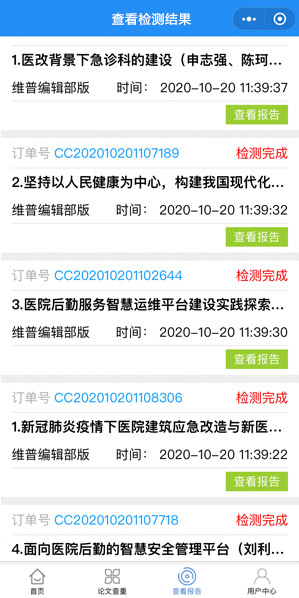 查看检测结果
1.医改背景下急诊科的建设（申志强、陈珂...
维普编辑部版 时间： 2020-10-20 11:39:37
查看报告
订单号 CC202010201107189 检测完成
2.坚持以人民健康为中心，构建我国现代化...
维普编辑部版 时间： 2020-10-20 11:39:32
查看报告
订单号 CC202010201102644 检测完成
3.医院后勤服务智慧运维平台建设实践探索...
维普编辑部版 时间： 2020-10-20 11:39:30
查看报告
订单号 CC202010201108306 检测完成
1.新冠肺炎疫情下医院建筑应急改造与新医...
维普编辑部版 时间： 2020-10-20 11:39:22
查看报告
订单号 CC202010201107718 检测完成
4.面向医院后勤的智慧安全管理平台（刘利...
首页 论文查重 查看报告 用户中心